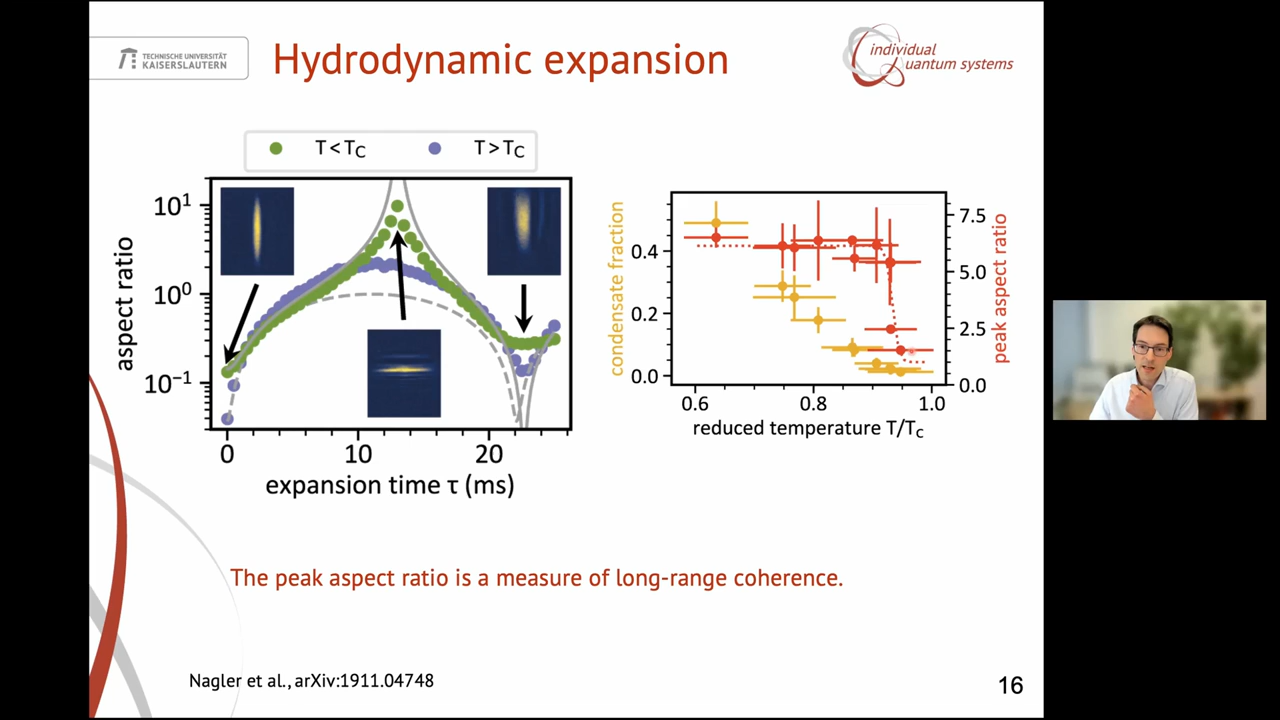 TECHNISCHE UNIVERSITÄT
KAISERSLAUTERN
Hydrodynamic expansion
individual
quantum systems
T < TC
T > TC
aspect ratio
10¹
10⁰
10⁻¹
0
10
20
expansion time τ (ms)
condensate fraction
0.4
0.2
0.0
7.5
5.0
2.5
0.0
peak aspect ratio
0.6
0.8
1.0
reduced temperature T/TC
The peak aspect ratio is a measure of long-range coherence.
Nagler et al., arXiv:1911.04748
16